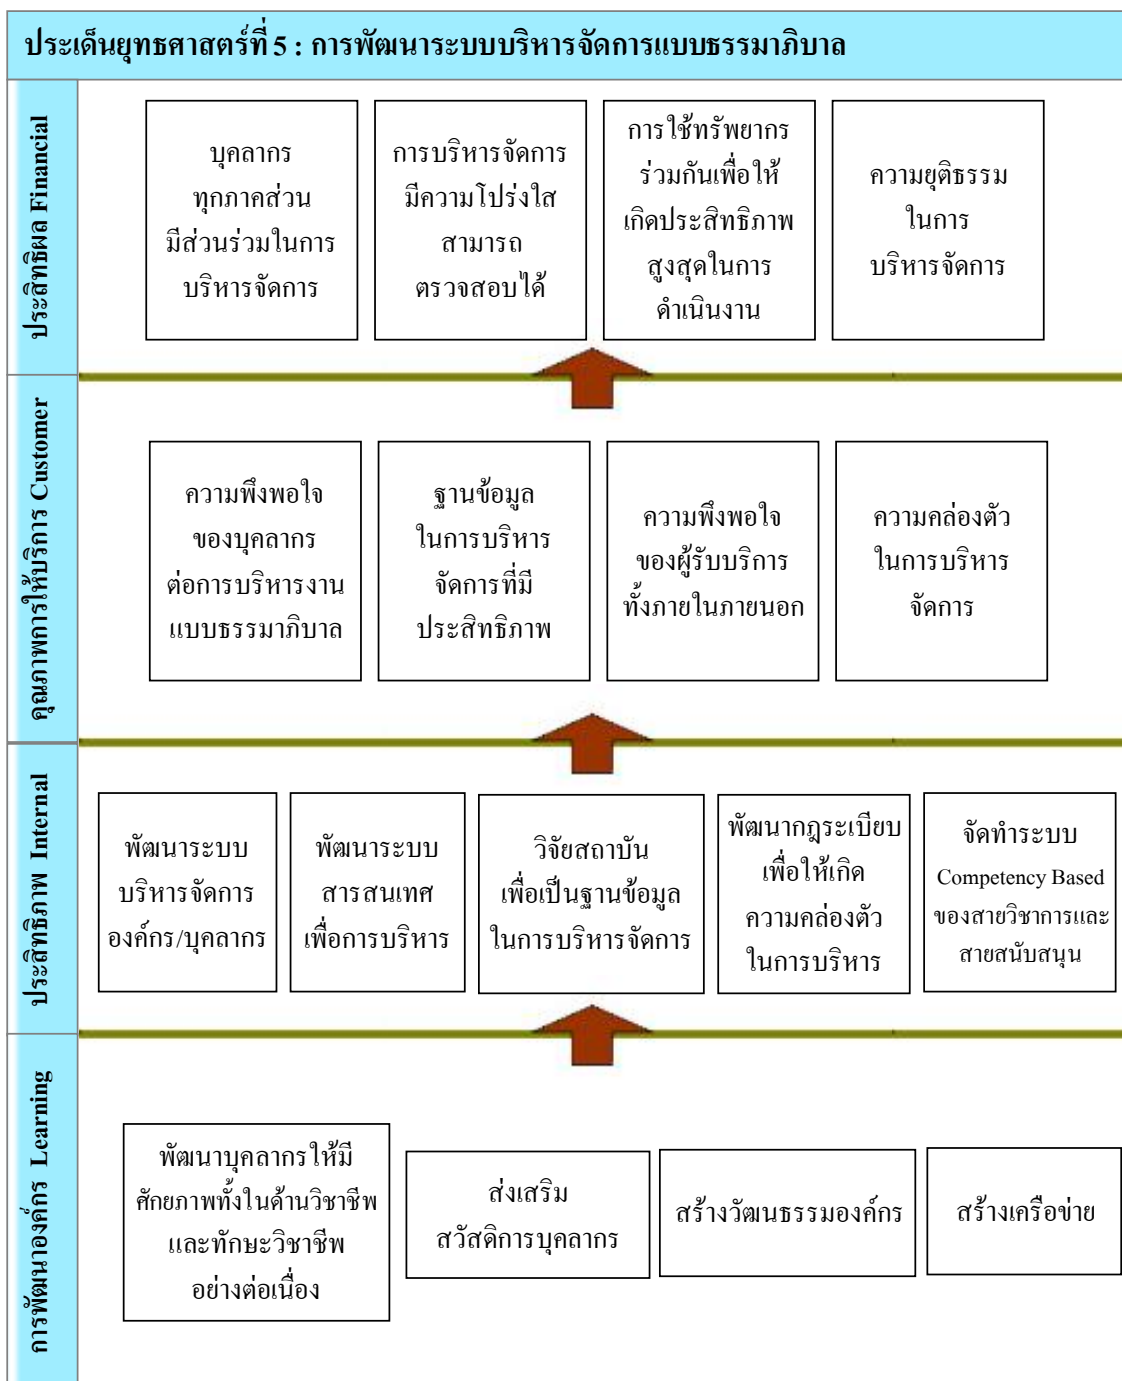 ประเด็นยุทธศาสตร์ที่ 5 : การพัฒนาระบบบริหารจัดการแบบธรรมาภิบาล
ประสิทธิผล Financial
บุคลากร
ทุกภาคส่วน
มีส่วนร่วมในการ
บริหารจัดการ
การบริหารจัดการ
มีความโปร่งใส
สามารถ
ตรวจสอบได้
การใช้ทรัพยากร
ร่วมกันเพื่อให้
เกิดประสิทธิภาพ
สูงสุดในการ
ดำเนินงาน
ความยุติธรรม
ในการ
บริหารจัดการ
คุณภาพการให้บริการ Customer
ความพึงพอใจ
ของบุคลากร
ต่อการบริหารงาน
แบบธรรมาภิบาล
ฐานข้อมูล
ในการบริหาร
จัดการที่มี
ประสิทธิภาพ
ความพึงพอใจ
ของผู้รับบริการ
ทั้งภายในภายนอก
ความคล่องตัว
ในการบริหาร
จัดการ
ประสิทธิภาพ Internal
พัฒนาระบบ
บริหารจัดการ
องค์กร/บุคลากร
พัฒนาระบบ
สารสนเทศ
เพื่อการบริหาร
วิจัยสถาบัน
เพื่อเป็นฐานข้อมูล
ในการบริหารจัดการ
พัฒนากฎระเบียบ
เพื่อให้เกิด
ความคล่องตัว
ในการบริหาร
จัดทำระบบ
Competency Based
ของสายวิชาการและ
สายสนับสนุน
การพัฒนาองค์กร Learning
พัฒนาบุคลากรให้มี
ศักยภาพทั้งในด้านวิชาชีพ
และทักษะวิชาชีพ
อย่างต่อเนื่อง
ส่งเสริม
สวัสดิการบุคลากร
สร้างวัฒนธรรมองค์กร
สร้างเครือข่าย